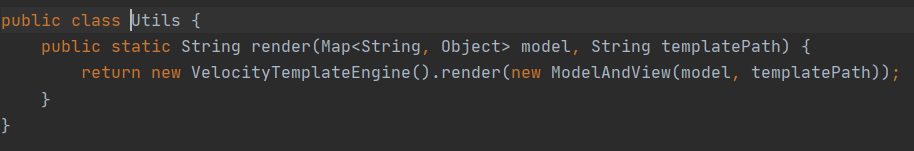 public class Utils {
    public static String render(Map<String, Object> model, String templatePath) {
        return new VelocityTemplateEngine().render(new ModelAndView(model, templatePath));
    }
}